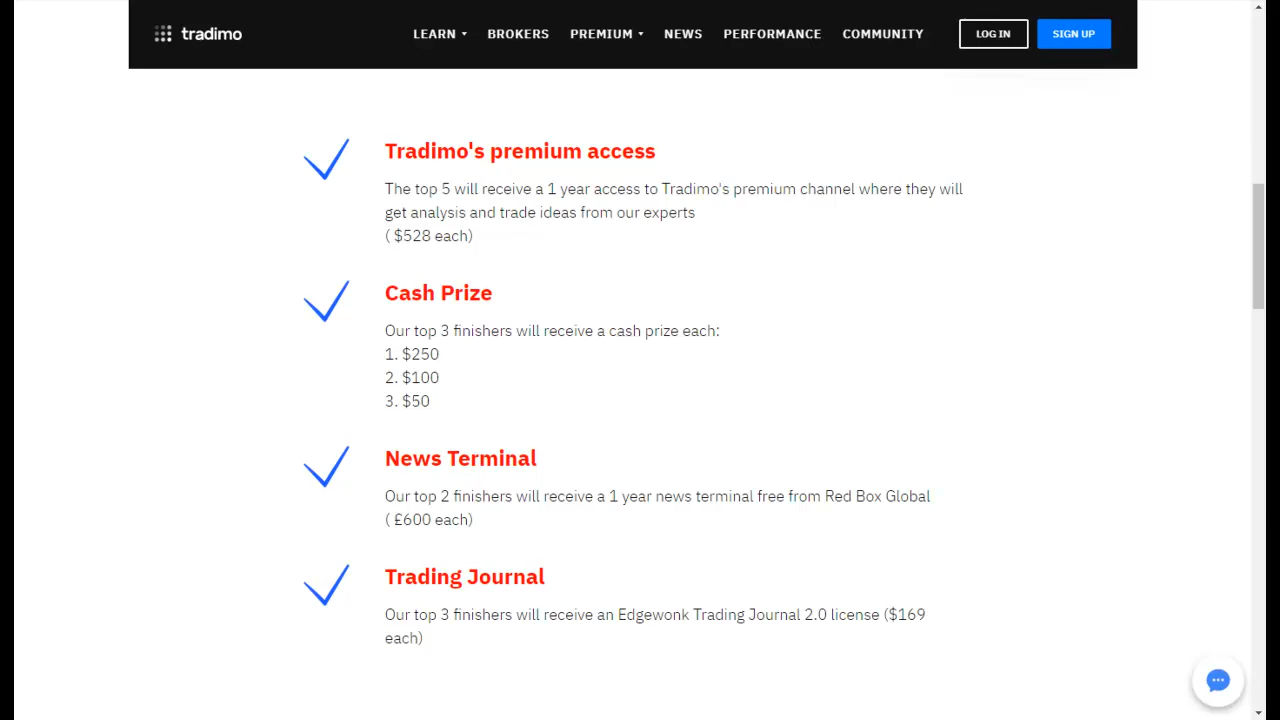 tradimo
LEARN
BROKERS
PREMIUM
NEWS
PERFORMANCE
COMMUNITY
LOG IN
SIGN UP
Tradimo's premium access
The top 5 will receive a 1 year access to Tradimo's premium channel where they will
get analysis and trade ideas from our experts
( $528 each)
Cash Prize
Our top 3 finishers will receive a cash prize each:
1. $250
2. $100
3. $50
News Terminal
Our top 2 finishers will receive a 1 year news terminal free from Red Box Global
( £600 each)
Trading Journal
Our top 3 finishers will receive an Edgewonk Trading Journal 2.0 license ($169
each)